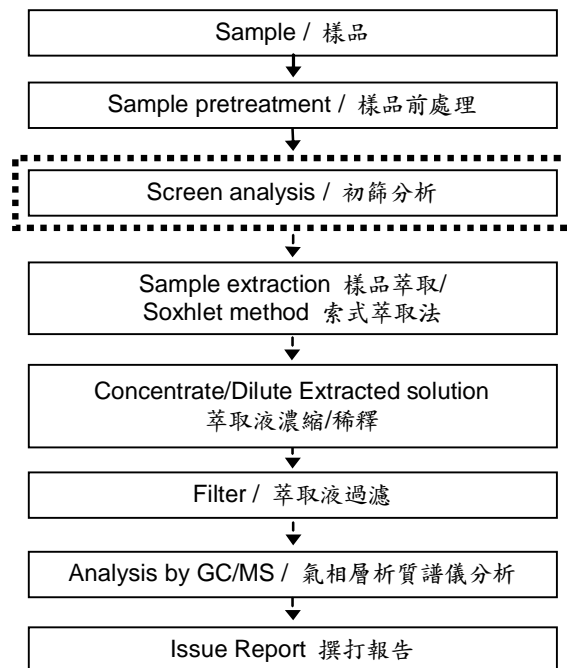 Sample / 樣品
Sample pretreatment / 樣品前處理
Screen analysis / 初篩分析
Sample extraction 樣品萃取/
Soxhlet method 索式萃取法
Concentrate/Dilute Extracted solution
萃取液濃縮/稀釋
Filter / 萃取液過濾
Analysis by GC/MS / 氣相層析質譜儀分析
Issue Report 撰打報告